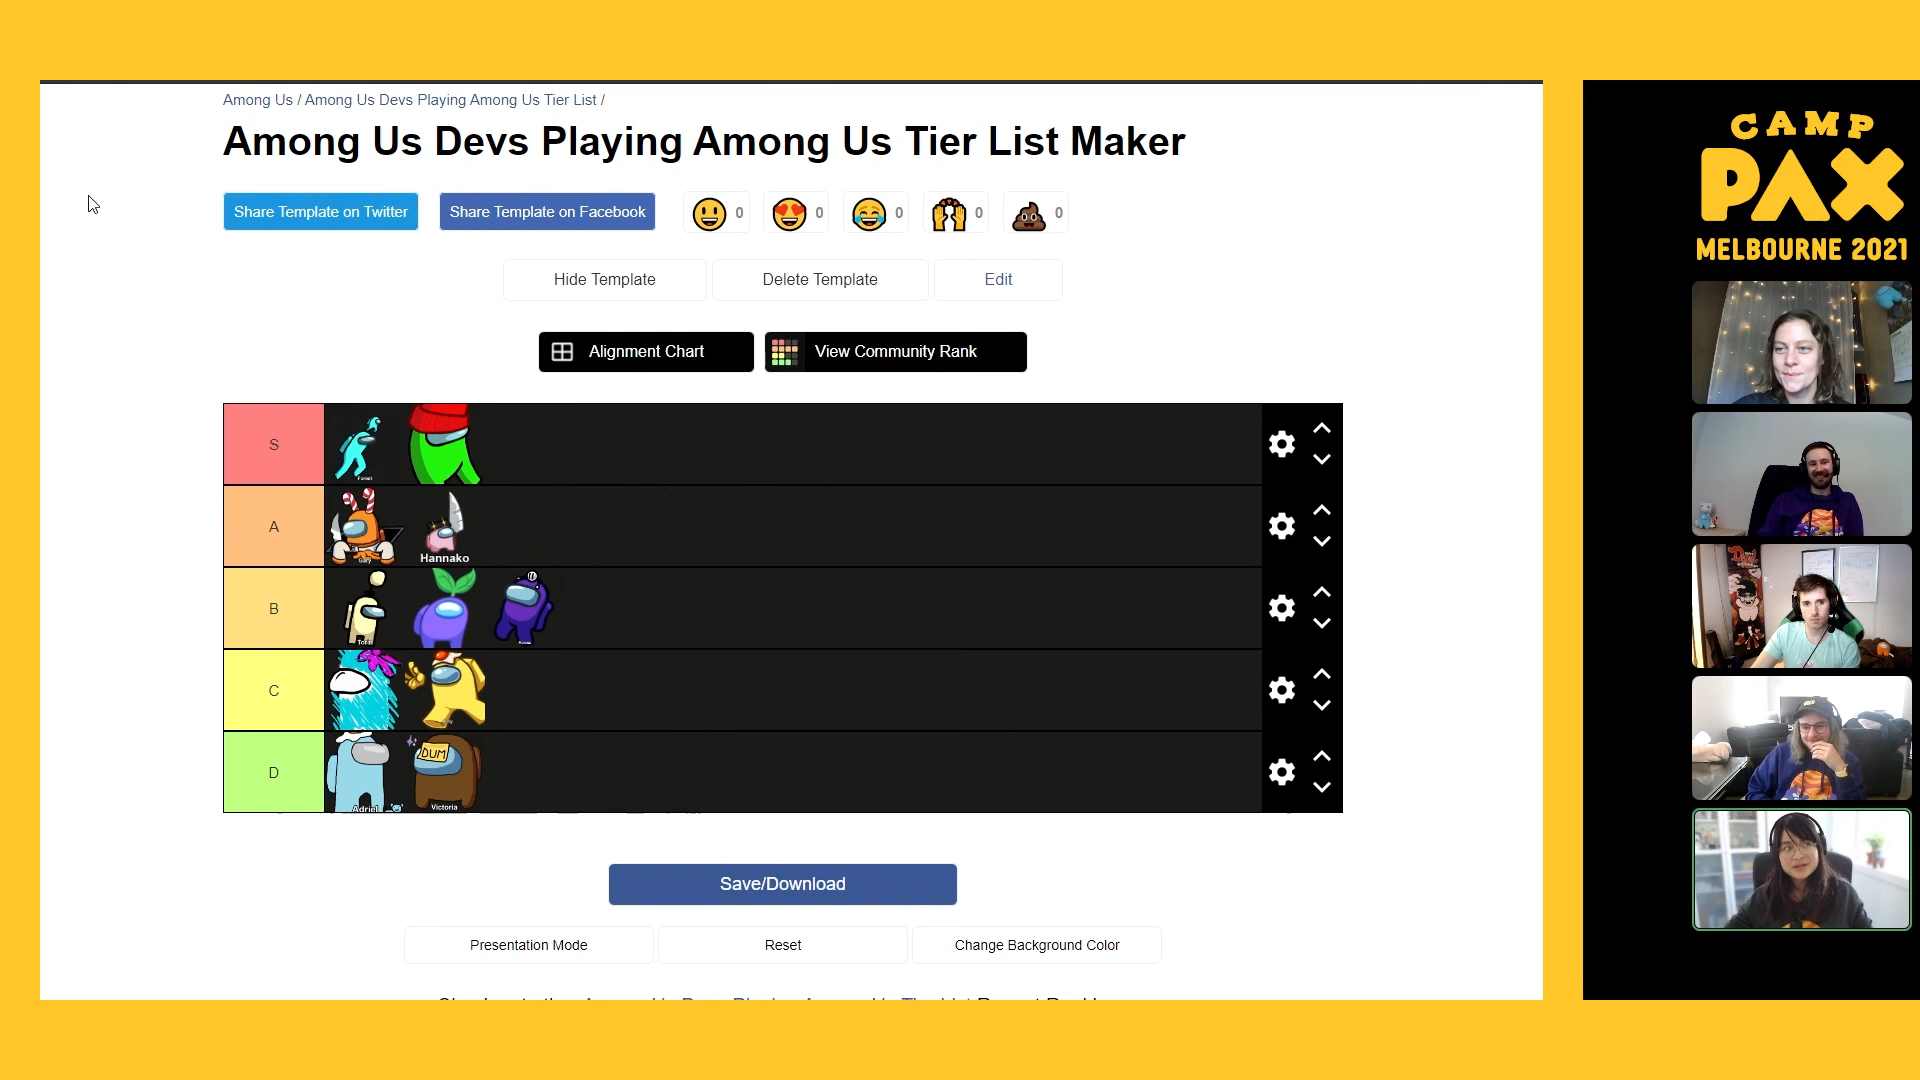 Among Us / Among Us Devs Playing Among Us Tier List /
Among Us Devs Playing Among Us Tier List Maker
Share Template on Twitter
Share Template on Facebook
0
0
0
0
0
Hide Template
Delete Template
Edit
Alignment Chart
View Community Rank
S
Forest
A
Gary
Hannako
B
Tofin
C
D
Adriel
DUM
Victoria
Save/Download
Presentation Mode
Reset
Change Background Color
CAMP
PAX
MELBOURNE 2021